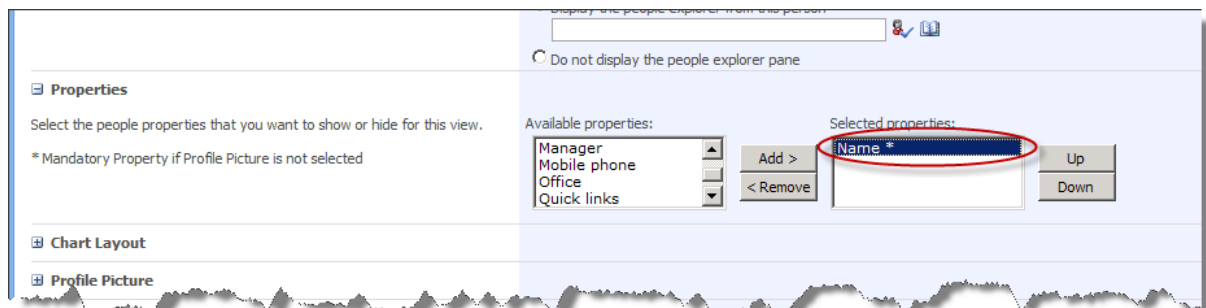 Display the people explorer from this person
Do not display the people explorer pane
Properties
Select the people properties that you want to show or hide for this view.
* Mandatory Property if Profile Picture is not selected
Available properties:
Manager
Mobile phone
Office
Quick links
Add >
< Remove
Selected properties:
Name *
Up
Down
Chart Layout
Profile Picture